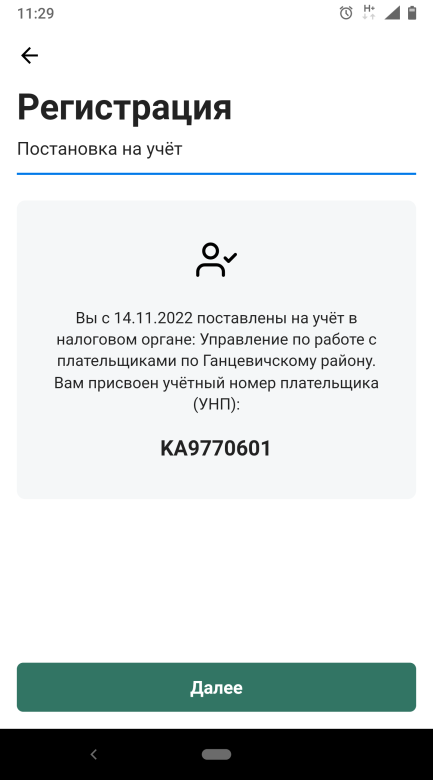 11:29
H+
Регистрация
Постановка на учёт
Вы с 14.11.2022 поставлены на учёт в
налоговом органе: Управление по работе с
плательщиками по Ганцевичскому району.
Вам присвоен учётный номер плательщика
(УНП):
KA9770601
Далее